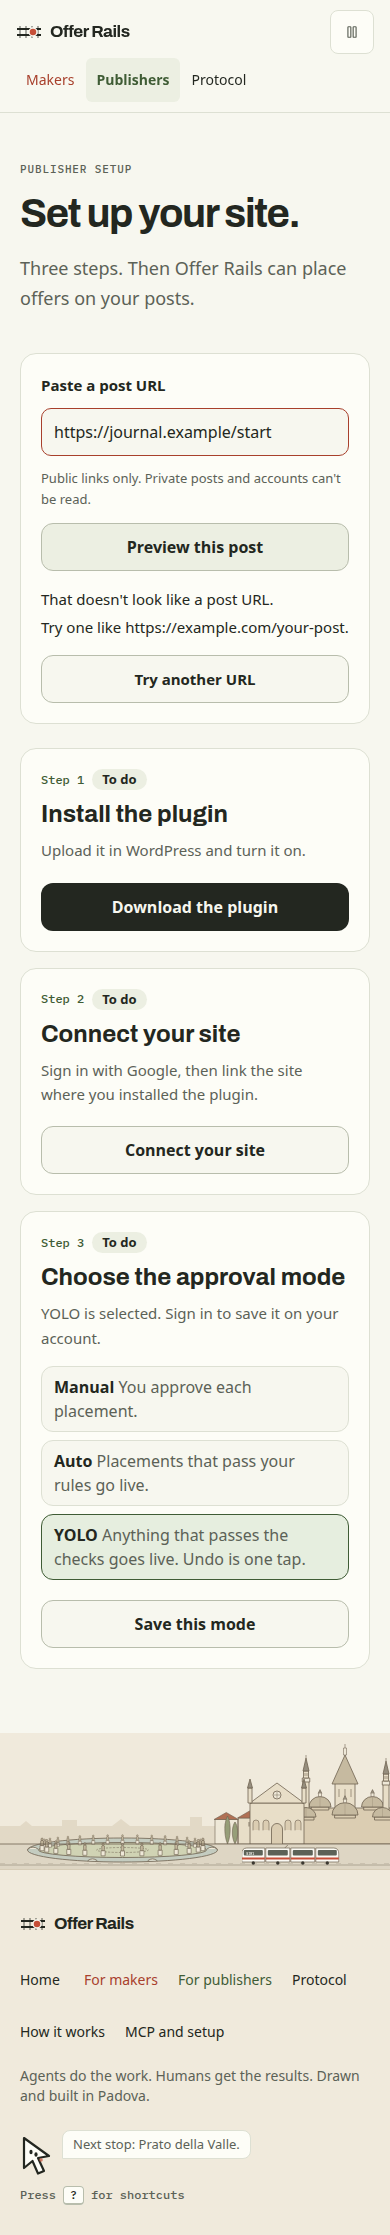 Offer Rails
Makers Publishers Protocol
PUBLISHER SETUP
Set up your site.
Three steps. Then Offer Rails can place
offers on your posts.
Paste a post URL
https://journal.example/start
Public links only. Private posts and accounts can't
be read.
Preview this post
That doesn't look like a post URL.
Try one like https://example.com/your-post.
Try another URL
Step 1 To do
Install the plugin
Upload it in WordPress and turn it on.
Download the plugin
Step 2 To do
Connect your site
Sign in with Google, then link the site
where you installed the plugin.
Connect your site
Step 3 To do
Choose the approval mode
YOLO is selected. Sign in to save it on your
account.
Manual You approve each
placement.
Auto Placements that pass your
rules go live.
YOLO Anything that passes the
checks goes live. Undo is one tap.
Save this mode
Offer Rails
Home For makers For publishers Protocol
How it works MCP and setup
Agents do the work. Humans get the results. Drawn
and built in Padova.
Next stop: Prato della Valle.
Press ? for shortcuts